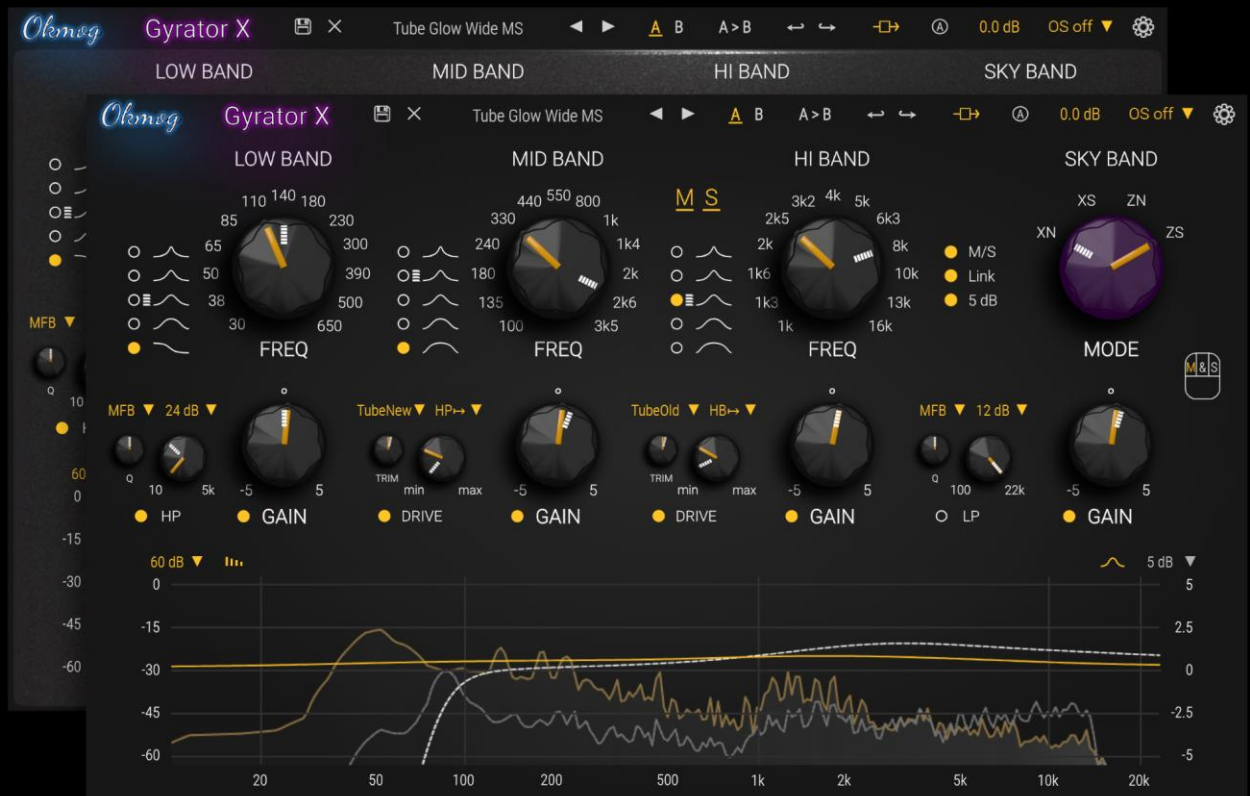 Okmog Gyrator X Tube Glow Wide MS A B A > B A 0.0 dB OS off
LOW BAND MID BAND HI BAND SKY BAND
Okmog Gyrator X Tube Glow Wide MS A B A > B A 0.0 dB OS off
LOW BAND MID BAND HI BAND SKY BAND
110 140 180 440 550 800 M S 3k2 4k 5k XS ZN
85 230 330 1k 2k5 6k3 XN ZS
65 300 240 1k4 2k 8k M/S
50 390 180 2k 1k6 10k Link
38 500 135 2k6 1k3 13k 5 dB
30 650 100 3k5 1k 16k
MFB
FREQ FREQ FREQ MODE
M & S
Q
10
MFB 24 dB TubeNew HP↦ TubeOld HB↦ MFB 12 dB
Q 10 5k -5 5 TRIM min max -5 5 TRIM min max -5 5 Q 100 22k -5 5
HP GAIN DRIVE GAIN DRIVE GAIN LP GAIN
60
0
-15
-30
-45
-60
60 dB 5 dB
0 5
-15 2.5
-30 0
-45 -2.5
-60 -5
20 50 100 200 500 1k 2k 5k 10k 20k